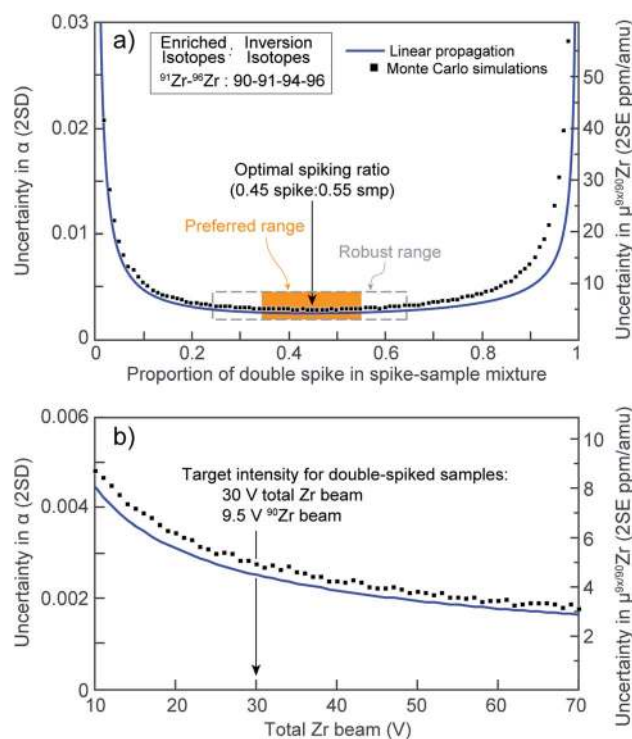 a)
Enriched Isotopes : Inversion Isotopes
⁹¹Zr-⁹⁶Zr : 90-91-94-96
Linear propagation
Monte Carlo simulations
Optimal spiking ratio
(0.45 spike:0.55 smp)
Preferred range
Robust range
Uncertainty in α (2SD)
0.03
0.02
0.01
0
Uncertainty in μ⁹ˣ/⁹⁰Zr (2SE ppm/amu)
50
40
30
20
10
0
0 0.2 0.4 0.6 0.8 1
Proportion of double spike in spike-sample mixture
b)
Target intensity for double-spiked samples:
30 V total Zr beam
9.5 V ⁹⁰Zr beam
Uncertainty in α (2SD)
0.006
0.004
0.002
0
Uncertainty in μ⁹ˣ/⁹⁰Zr (2SE ppm/amu)
10
8
6
4
2
10 20 30 40 50 60 70
Total Zr beam (V)